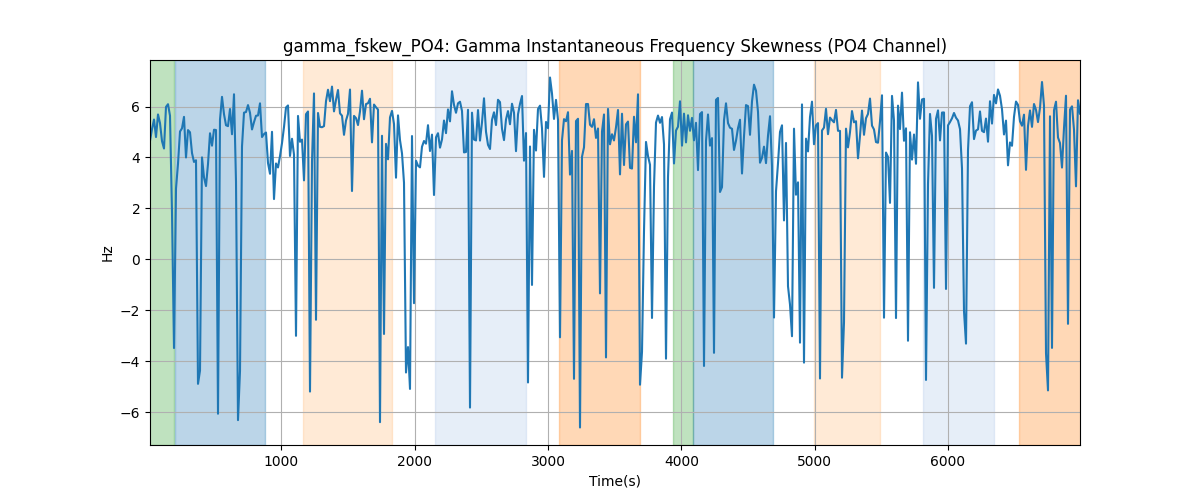 gamma_fskew_PO4: Gamma Instantaneous Frequency Skewness (PO4 Channel)
6
4
2
0
−2
−4
−6
Hz
1000 2000 3000 4000 5000 6000
Time(s)